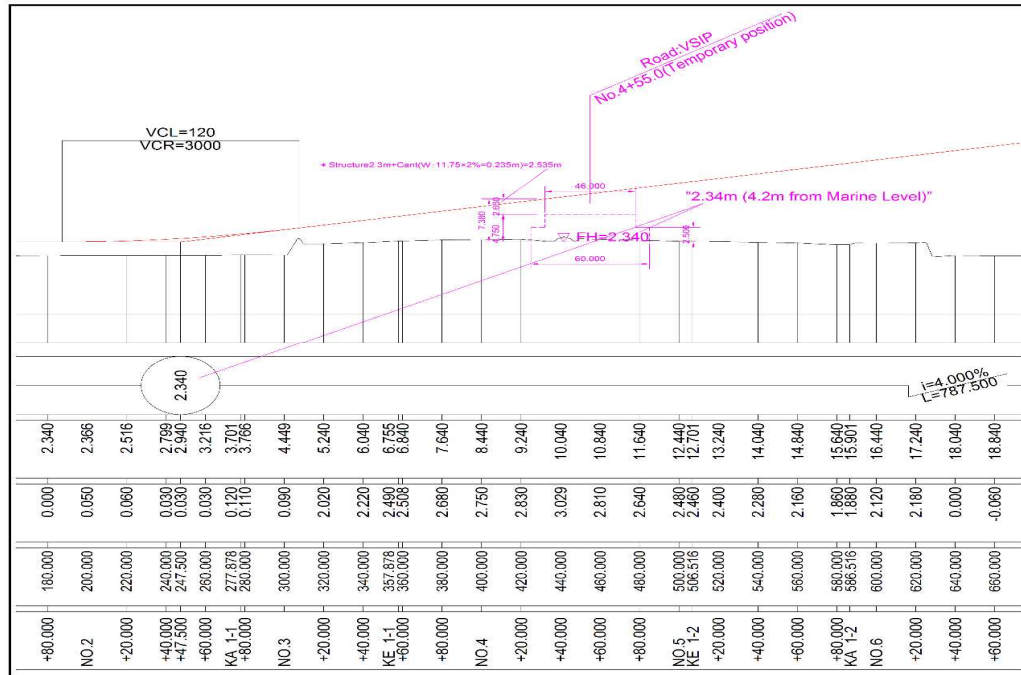 Road:VSIP
No.4+55.0(Temporary position)
VCL=120
VCR=3000
* Structure2.3m+Cant(W:11.75×2%=0.235m)=2.535m
46.000
"2.34m (4.2m from Marine Level)"
7.380
4.750
FH=2.340
2.500
60.000
2.340
i=4.000%
L=787.500
2.340 2.366 2.516 2.799 2.940 3.216 3.701 3.766 4.449 5.240 6.040 6.755 6.840 7.640 8.440 9.240 10.040 10.840 11.640 12.440 12.701 13.240 14.040 14.840 15.640 15.901 16.440 17.240 18.040 18.840
0.000 0.050 0.060 0.030 0.030 0.030 0.120 0.110 0.090 2.020 2.220 2.490 2.508 2.680 2.750 2.830 3.029 2.810 2.640 2.480 2.460 2.400 2.280 2.160 1.860 1.880 2.120 2.180 0.000 -0.060
180.000 200.000 220.000 240.000 247.500 260.000 277.878 280.000 300.000 320.000 340.000 357.878 360.000 380.000 400.000 420.000 440.000 460.000 480.000 500.000 506.516 520.000 540.000 560.000 580.000 586.516 600.000 620.000 640.000 660.000
+80.000 NO.2 +20.000 +40.000 +47.500 +60.000 KA 1-1 +80.000 NO.3 +20.000 +40.000 KE 1-1 +60.000 +80.000 NO.4 +20.000 +40.000 +60.000 +80.000 NO.5 KE 1-2 +20.000 +40.000 +60.000 +80.000 KA 1-2 NO.6 +20.000 +40.000 +60.000